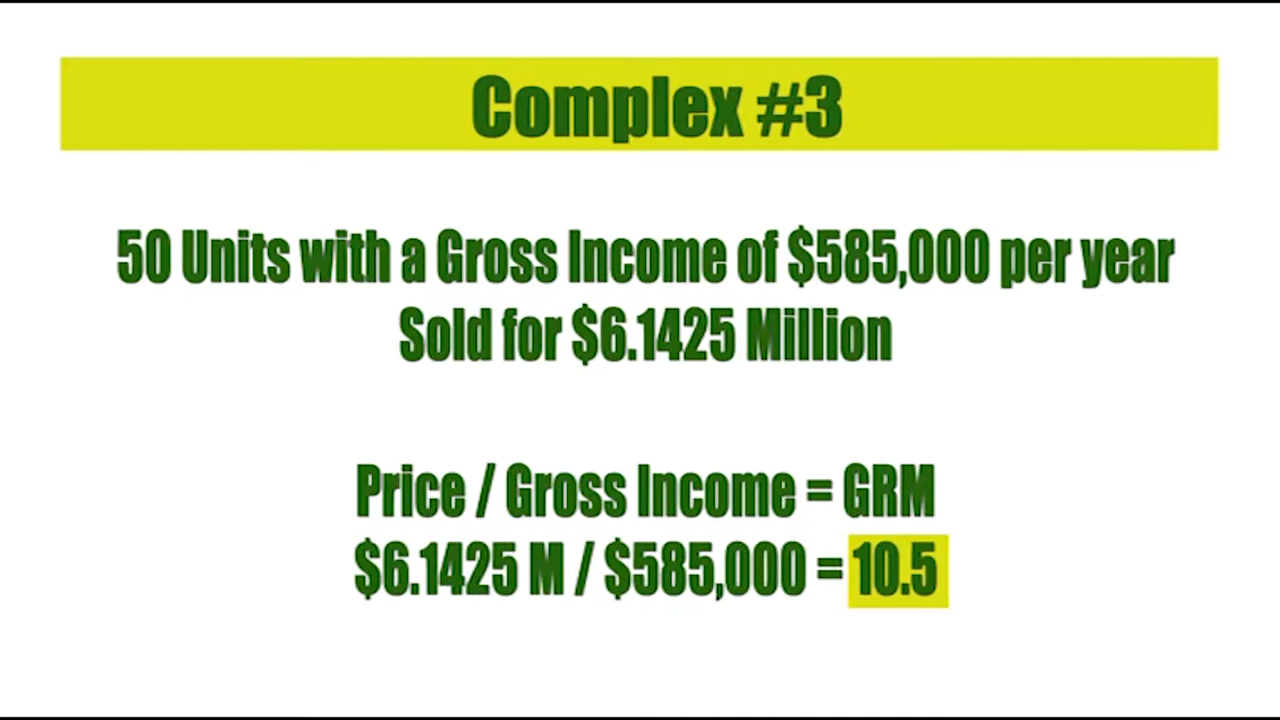 Complex #3
50 Units with a Gross Income of $585,000 per year
Sold for $6.1425 Million
Price / Gross Income = GRM
$6.1425 M / $585,000 = 10.5